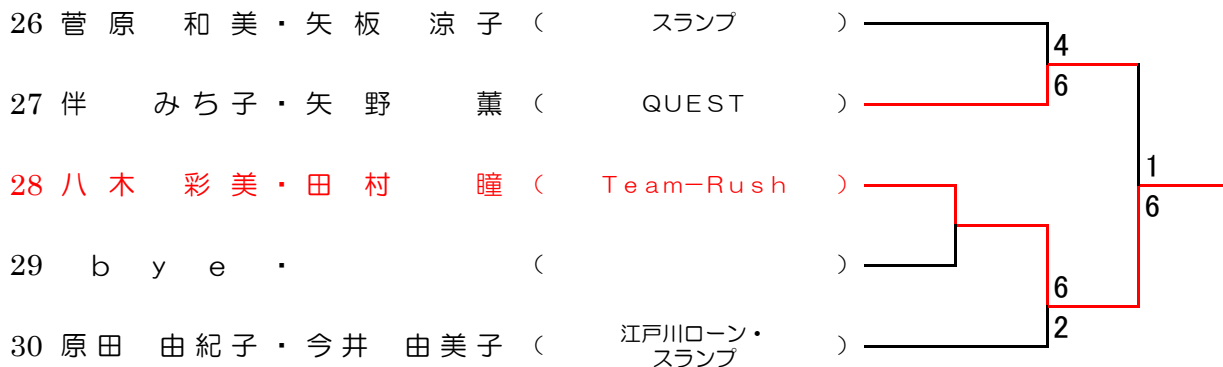 26 菅原 和美・矢板 涼子 ( スランプ )
4
27 伴 みち子・矢野 薫 ( QUEST )
6
28 八木 彩美・田村 瞳 ( Team-Rush )
1
6
29 bye・ ( )
6
30 原田 由紀子・今井 由美子 ( 江戸川ローン・
スランプ )
2